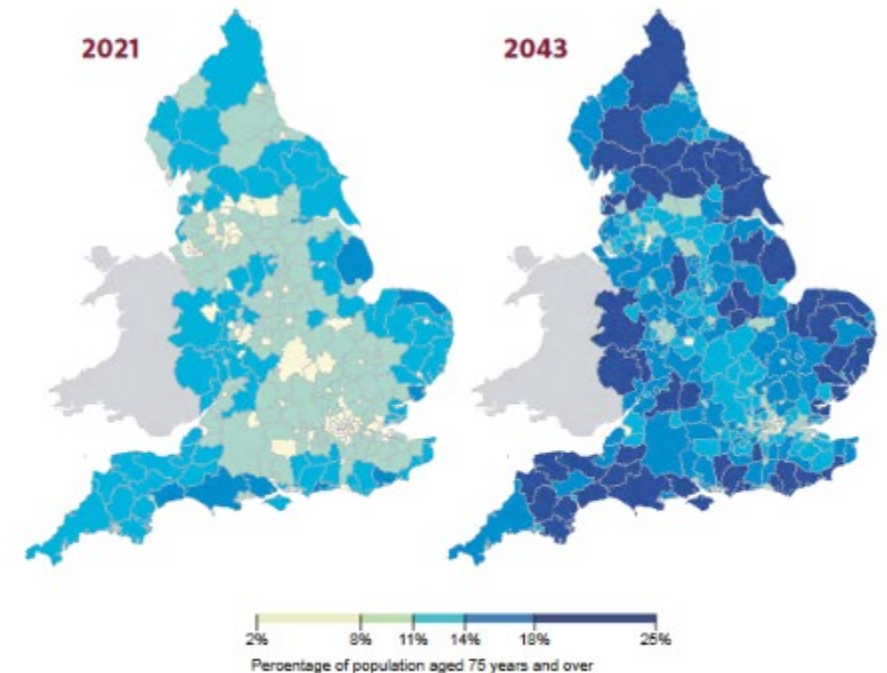 2021 2043
2% 8% 11% 14% 18% 25%
Percentage of population aged 75 years and over